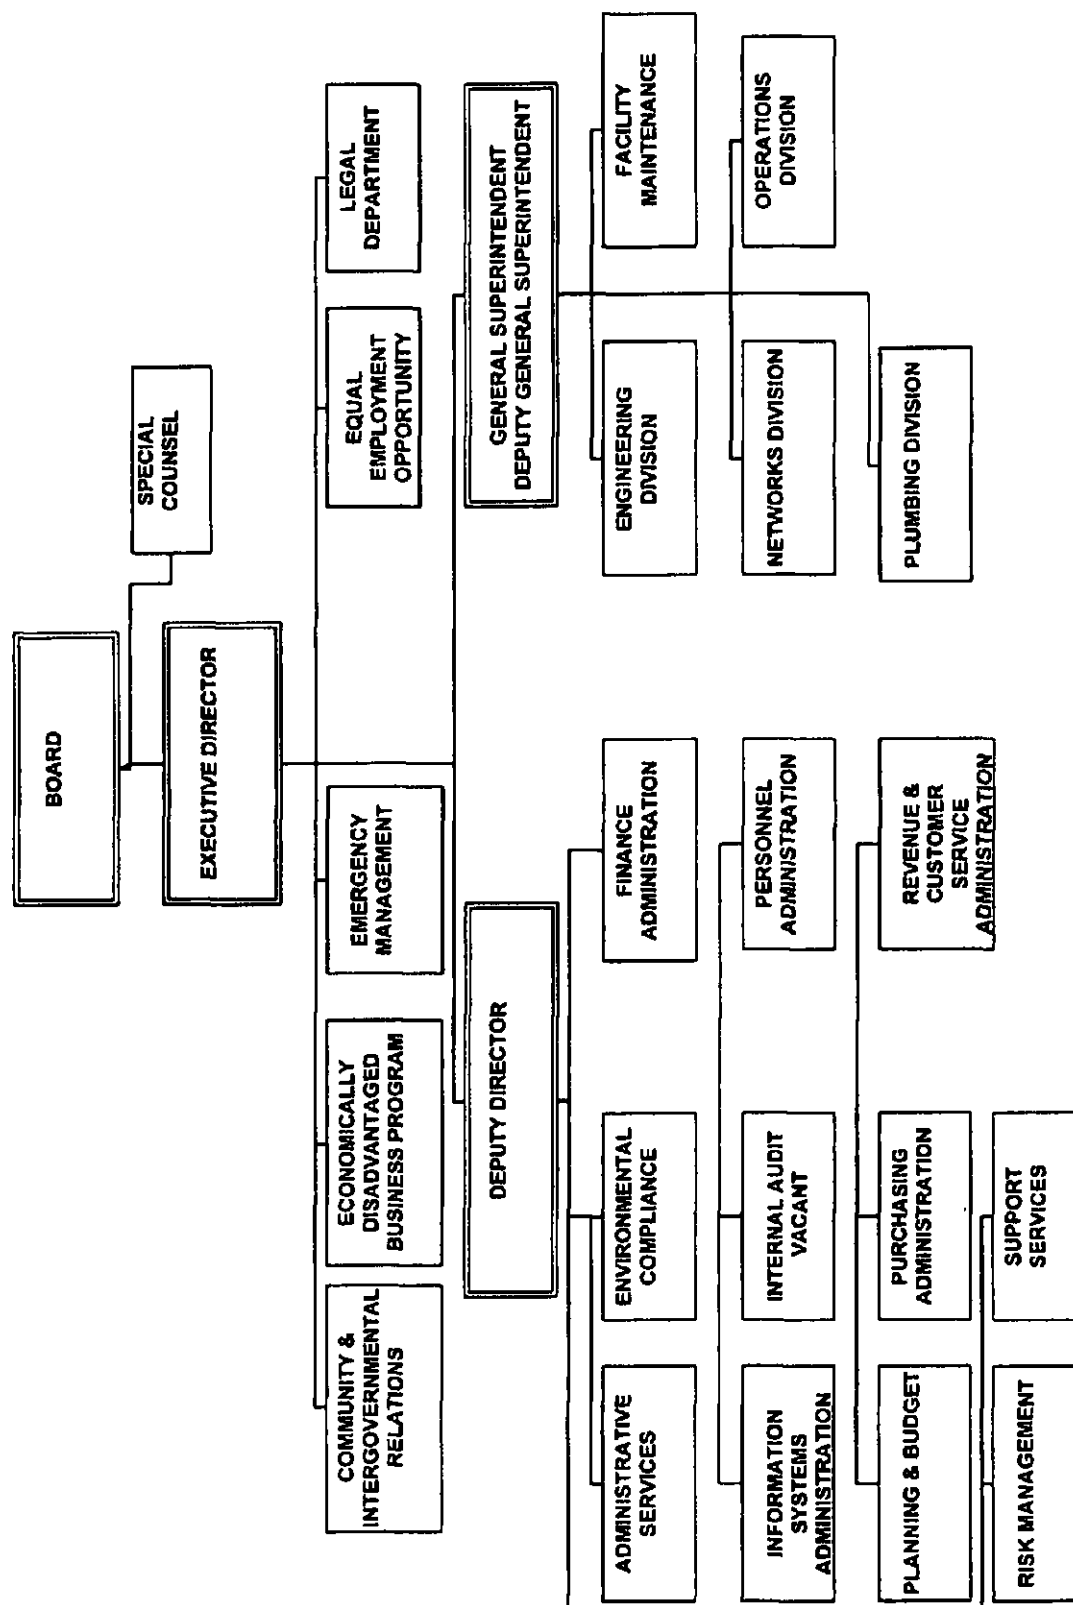 BOARD
SPECIAL
COUNSEL
EXECUTIVE DIRECTOR
COMMUNITY &
INTERGOVERNMENTAL
RELATIONS
ECONOMICALLY
DISADVANTAGED
BUSINESS PROGRAM
EMERGENCY
MANAGEMENT
EQUAL
EMPLOYMENT
OPPORTUNITY
LEGAL
DEPARTMENT
DEPUTY DIRECTOR
GENERAL SUPERINTENDENT
DEPUTY GENERAL SUPERINTENDENT
ADMINISTRATIVE
SERVICES
ENVIRONMENTAL
COMPLIANCE
FINANCE
ADMINISTRATION
ENGINEERING
DIVISION
FACILITY
MAINTENANCE
INFORMATION
SYSTEMS
ADMINISTRATION
INTERNAL AUDIT
VACANT
PERSONNEL
ADMINISTRATION
NETWORKS DIVISION
OPERATIONS
DIVISION
PLANNING & BUDGET
PURCHASING
ADMINISTRATION
REVENUE &
CUSTOMER
SERVICE
ADMINISTRATION
PLUMBING DIVISION
RISK MANAGEMENT
SUPPORT
SERVICES